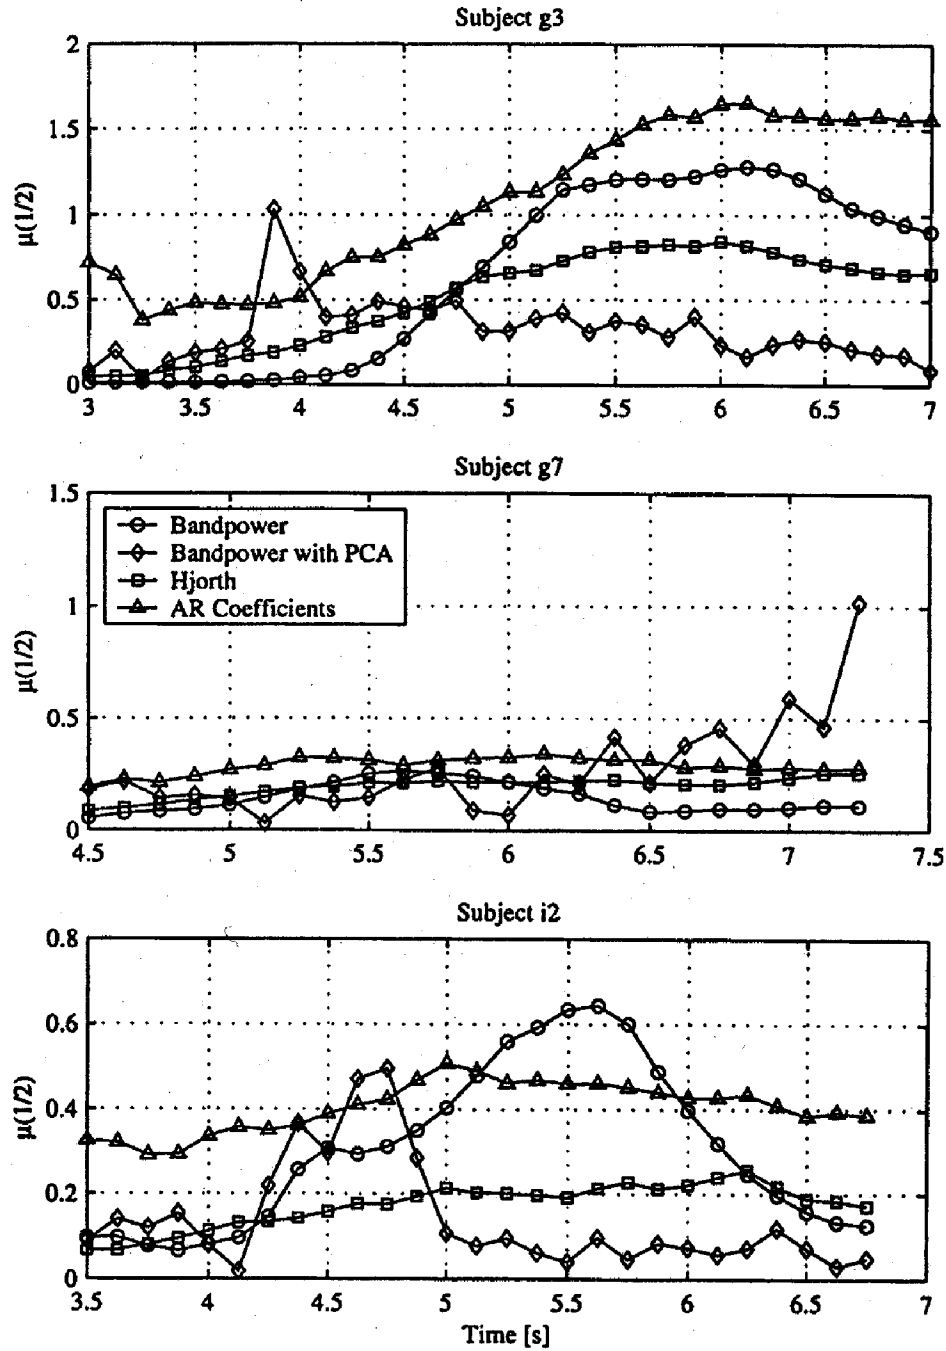 Subject g3
2
1.5
1
0.5
0
μ(1/2)
3 3.5 4 4.5 5 5.5 6 6.5 7
Subject g7
1.5
1
0.5
0
μ(1/2)
Bandpower
Bandpower with PCA
Hjorth
AR Coefficients
4.5 5 5.5 6 6.5 7 7.5
Subject i2
0.8
0.6
0.4
0.2
0
μ(1/2)
3.5 4 4.5 5 5.5 6 6.5 7
Time [s]